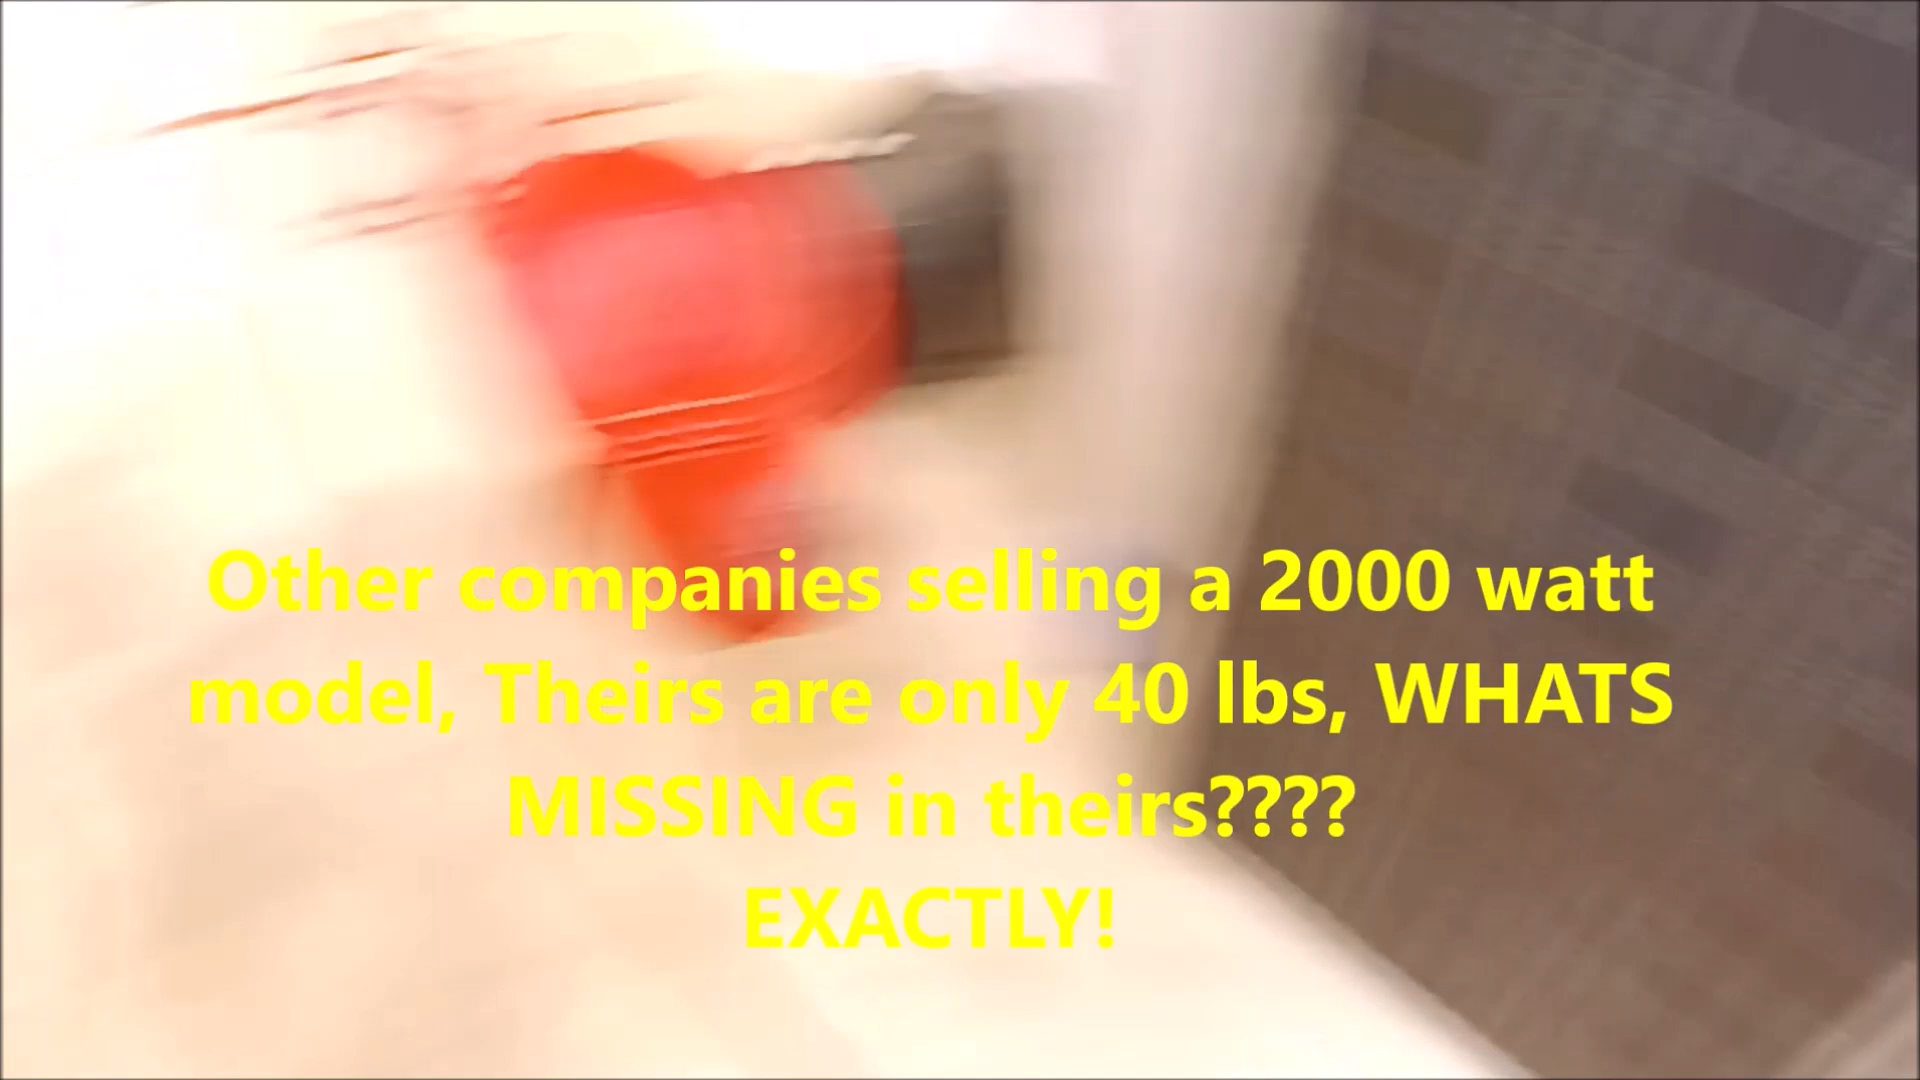 Other companies selling a 2000 watt
model, Theirs are only 40 lbs, WHATS
MISSING in theirs????
EXACTLY!